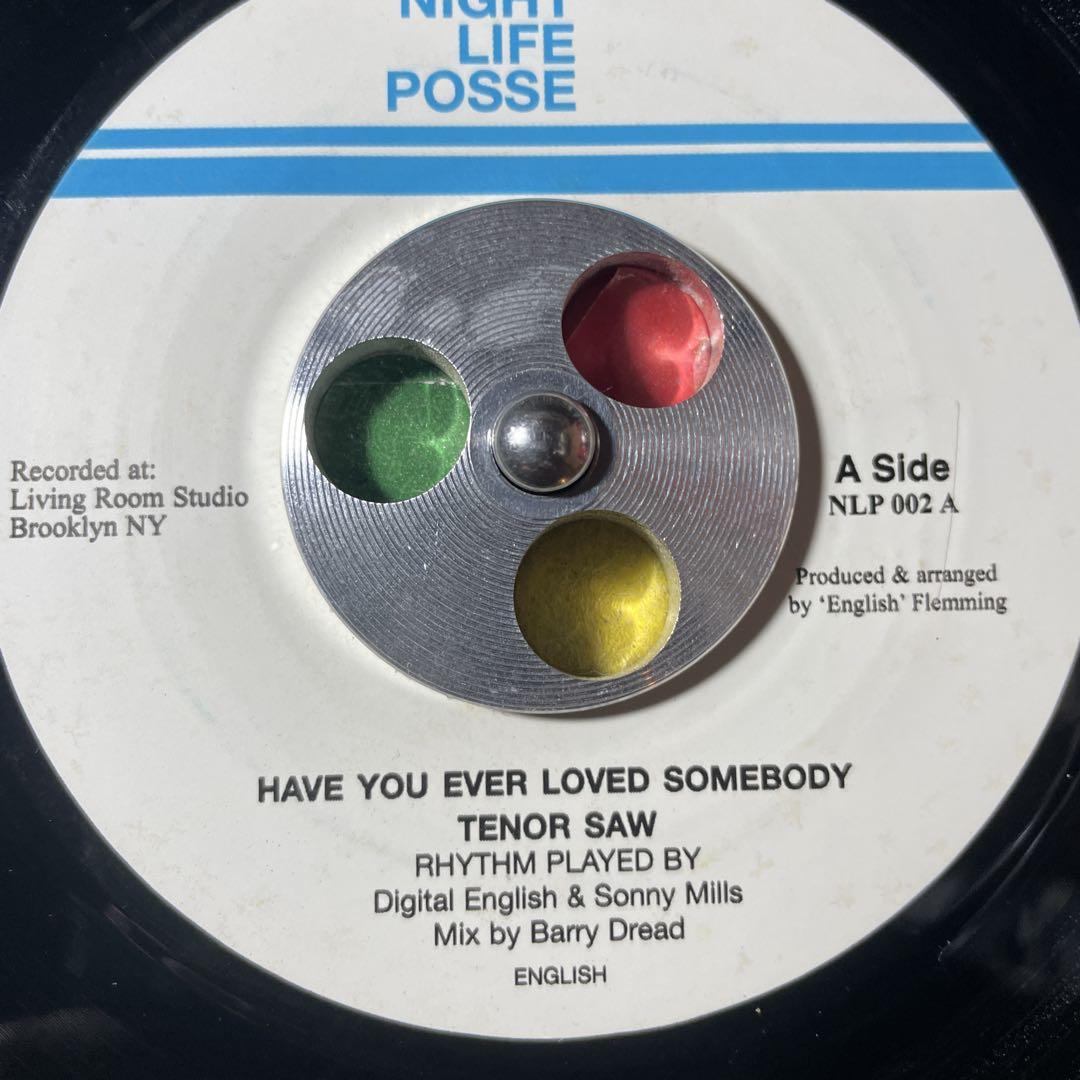 NIGHT
LIFE
POSSE
Recorded at:
Living Room Studio
Brooklyn NY
A Side
NLP 002 A
Produced & arranged
by ‘English’ Flemming
HAVE YOU EVER LOVED SOMEBODY
TENOR SAW
RHYTHM PLAYED BY
Digital English & Sonny Mills
Mix by Barry Dread
ENGLISH